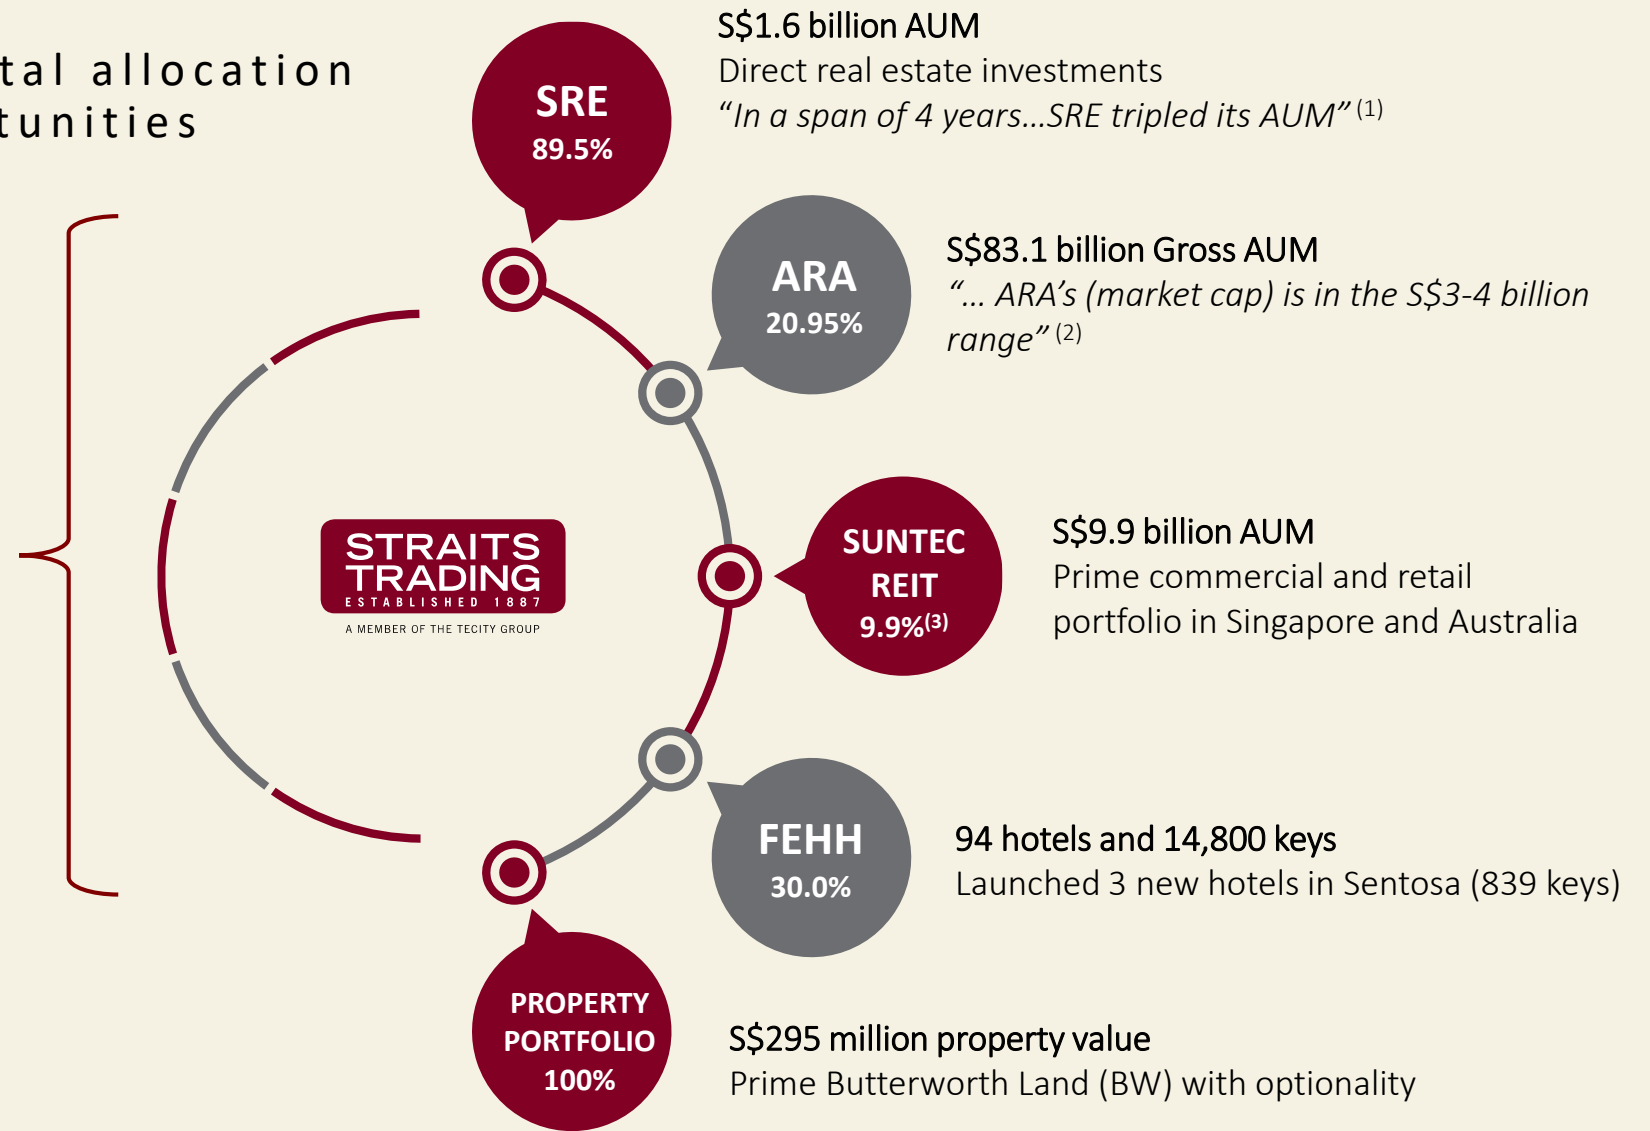 tal allocation
tunities
SRE
89.5%
S$1.6 billion AUM
Direct real estate investments
“In a span of 4 years...SRE tripled its AUM” (1)
ARA
20.95%
S$83.1 billion Gross AUM
“... ARA’s (market cap) is in the S$3-4 billion
range” (2)
STRAITS
TRADING
ESTABLISHED 1887
A MEMBER OF THE TECITY GROUP
SUNTEC
REIT
9.9%(3)
S$9.9 billion AUM
Prime commercial and retail
portfolio in Singapore and Australia
FEHH
30.0%
94 hotels and 14,800 keys
Launched 3 new hotels in Sentosa (839 keys)
PROPERTY
PORTFOLIO
100%
S$295 million property value
Prime Butterworth Land (BW) with optionality